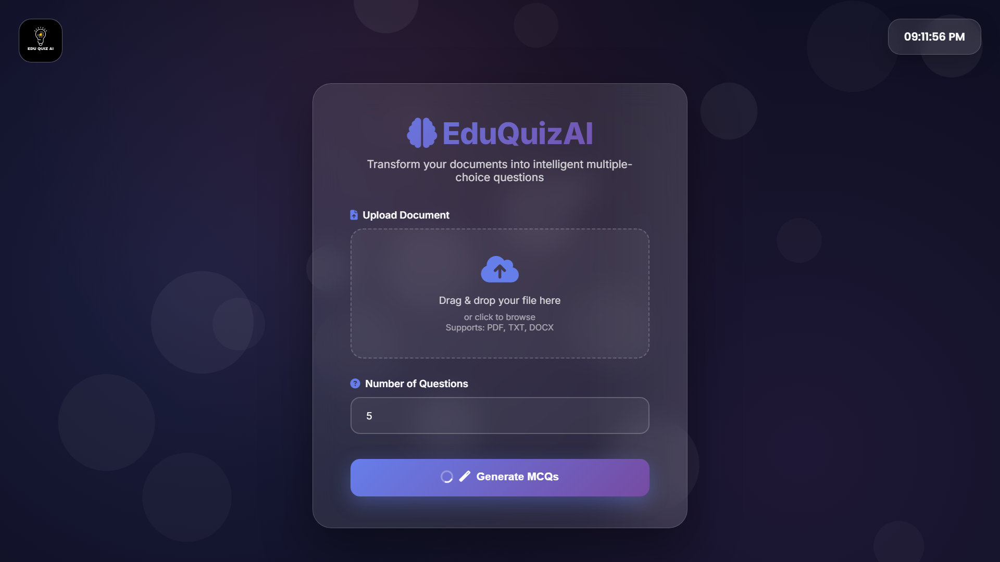 EDU QUIZ AI
09:11:56 PM
EduQuizAI
Transform your documents into intelligent multiple-
choice questions
Upload Document
Drag & drop your file here
or click to browse
Supports: PDF, TXT, DOCX
? Number of Questions
5
Generate MCQs